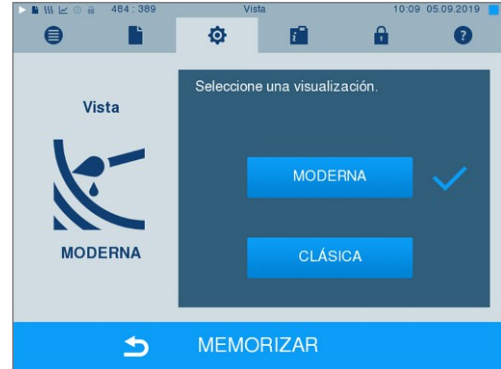 484 : 389 Vista 10:09 05.09.2019
Vista
MODERNA
Seleccione una visualización.
MODERNA
CLÁSICA
MEMORIZAR